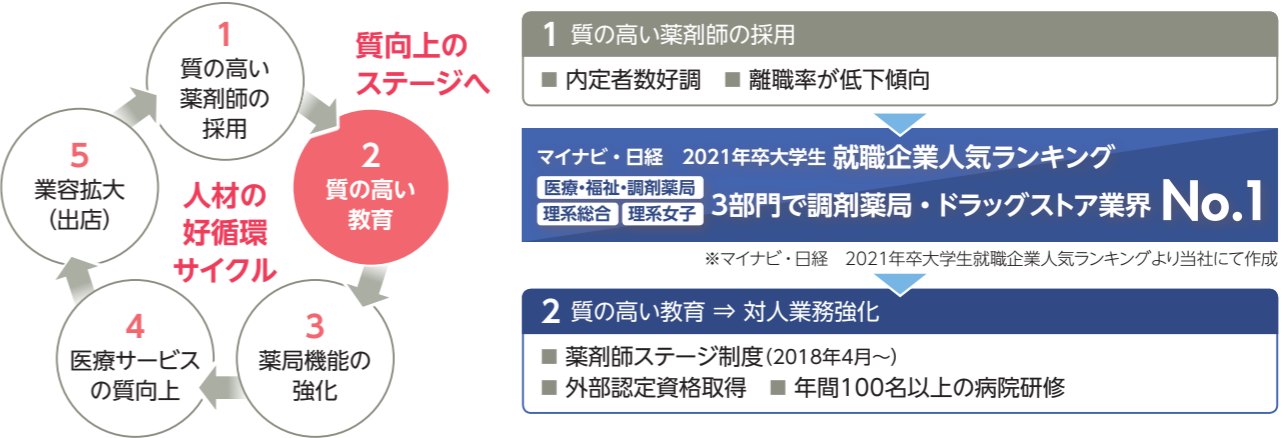 1
質の高い
薬剤師の
採用
質向上の
ステージへ
2
質の高い
教育
3
薬局機能の
強化
4
医療サービス
の質向上
5
業容拡大
(出店)
人材の
好循環
サイクル
1 質の高い薬剤師の採用
■ 内定者数好調 ■ 離職率が低下傾向
マイナビ・日経 2021年卒大学生 就職企業人気ランキング
医療・福祉・調剤薬局
理系総合 理系女子 3部門で調剤薬局・ドラッグストア業界 No.1
※マイナビ・日経 2021年卒大学生就職企業人気ランキングより当社にて作成
2 質の高い教育 ⇒ 対人業務強化
■ 薬剤師ステージ制度(2018年4月~)
■ 外部認定資格取得 ■ 年間100名以上の病院研修